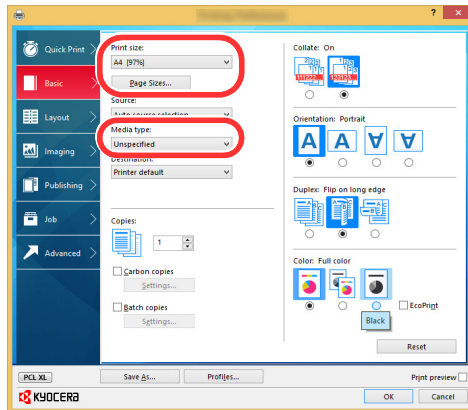 ?
Quick Print
Basic
Layout
Imaging
Publishing
Job
Advanced
Print size:
A4 [97%]
Page Sizes...
Source:
Auto source selection
Media type:
Unspecified
Destination:
Printer default
Copies:
1
Carbon copies
Settings...
Batch copies
Settings...
Collate: On
111222
123123
Orientation: Portrait
A A A A
Duplex: Flip on long edge
Color: Full color
EcoPrint
Black
Reset
PCL XL
Save As...
Profiles...
Print preview
KYOCERA
OK
Cancel